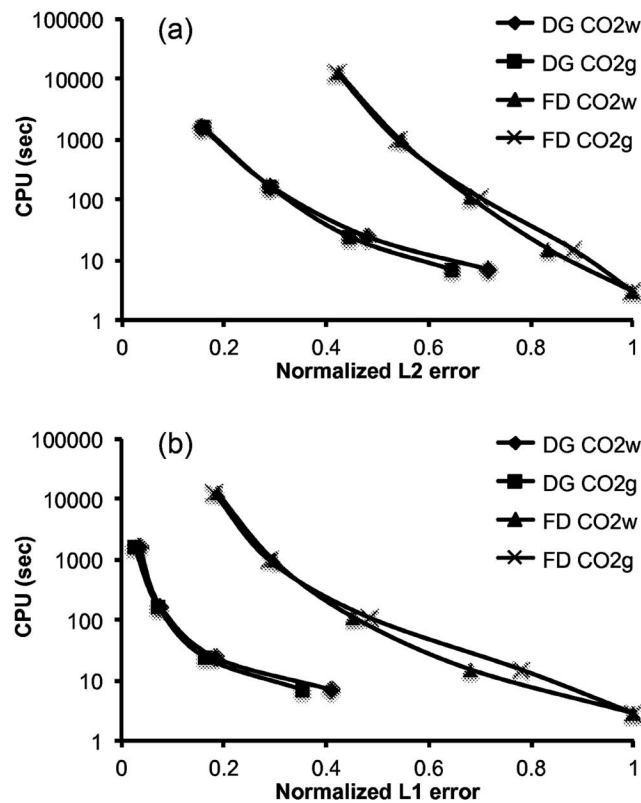 (a)
DG CO2w
DG CO2g
FD CO2w
FD CO2g
CPU (sec)
100000
10000
1000
100
10
1
0 0.2 0.4 0.6 0.8 1
Normalized L2 error
(b)
DG CO2w
DG CO2g
FD CO2w
FD CO2g
CPU (sec)
100000
10000
1000
100
10
1
0 0.2 0.4 0.6 0.8 1
Normalized L1 error